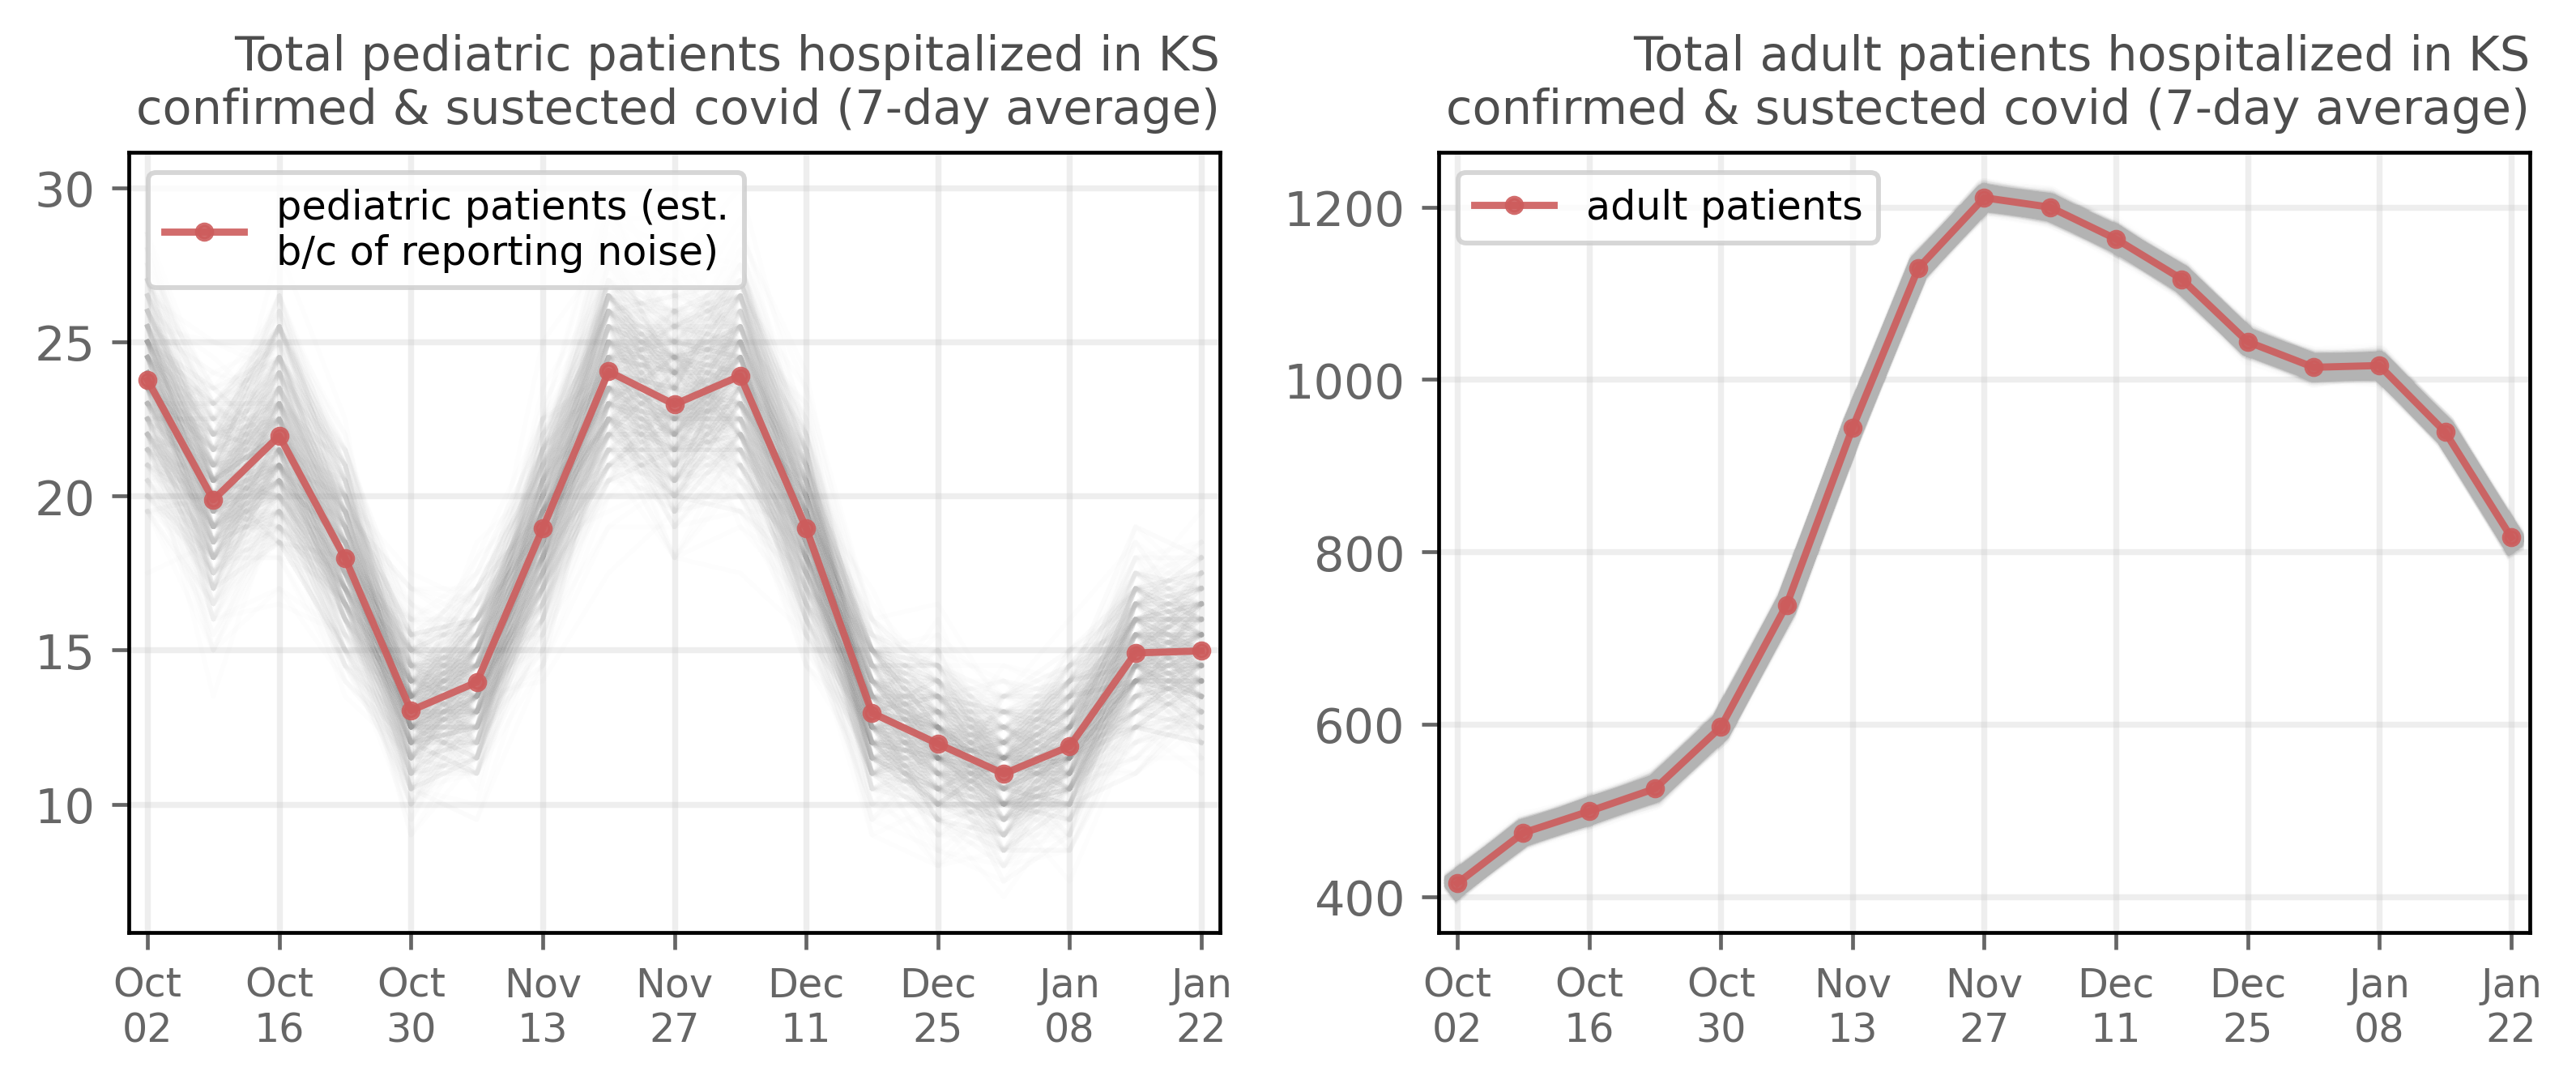 Total pediatric patients hospitalized in KS
confirmed & sustected covid (7-day average)
30
25
20
15
10
pediatric patients (est.
b/c of reporting noise)
Oct
02
Oct
16
Oct
30
Nov
13
Nov
27
Dec
11
Dec
25
Jan
08
Jan
22
Total adult patients hospitalized in KS
confirmed & sustected covid (7-day average)
1200
1000
800
600
400
adult patients
Oct
02
Oct
16
Oct
30
Nov
13
Nov
27
Dec
11
Dec
25
Jan
08
Jan
22